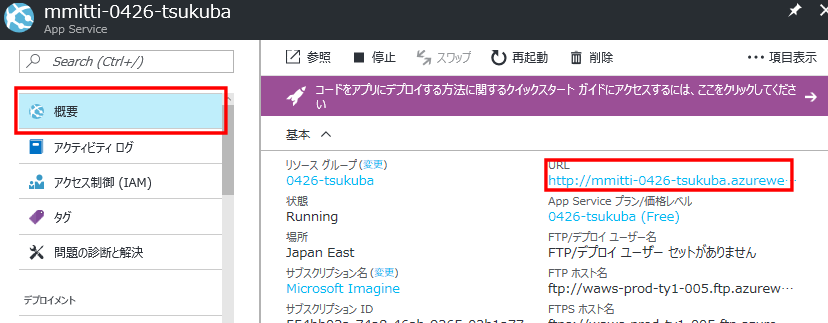 mmitti-0426-tsukuba
App Service
Search (Ctrl+/)
概要
アクティビティ ログ
アクセス制御 (IAM)
タグ
問題の診断と解決
デプロイメント
参照 停止 スワップ 再起動 削除 ··· 項目表示
コードをアプリにデプロイする方法に関するクイックスタート ガイドにアクセスするには、ここをクリックしてくださ
い
基本
リソース グループ (変更)
0426-tsukuba
状態
Running
場所
Japan East
サブスクリプション名 (変更)
Microsoft Imagine
サブスクリプション ID
URL
http://mmitti-0426-tsukuba.azurewe···
App Service プラン/価格レベル
0426-tsukuba (Free)
FTP/デプロイ ユーザー名
FTP/デプロイ ユーザー セットがありません
FTP ホスト名
ftp://waws-prod-ty1-005.ftp.azurew···
FTPS ホスト名